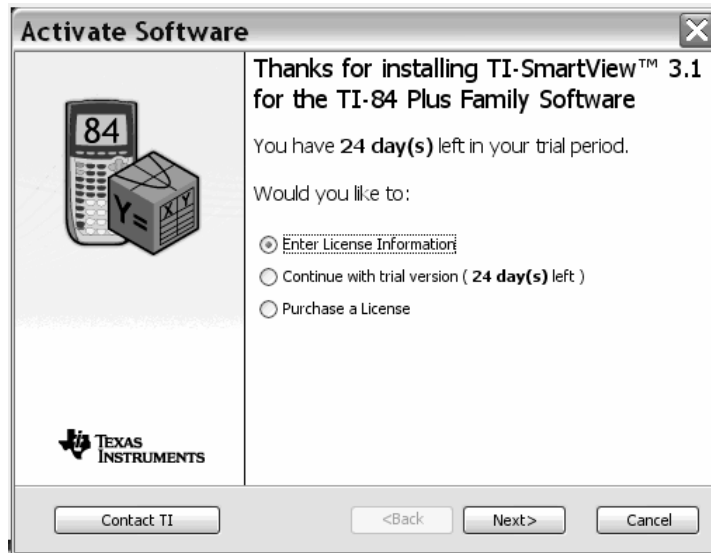 Activate Software
84
Y=
X Y
Thanks for installing TI-SmartView™ 3.1
for the TI-84 Plus Family Software
You have 24 day(s) left in your trial period.
Would you like to:
Enter License Information
Continue with trial version ( 24 day(s) left )
Purchase a License
TEXAS
INSTRUMENTS
Contact TI
<Back
Next>
Cancel